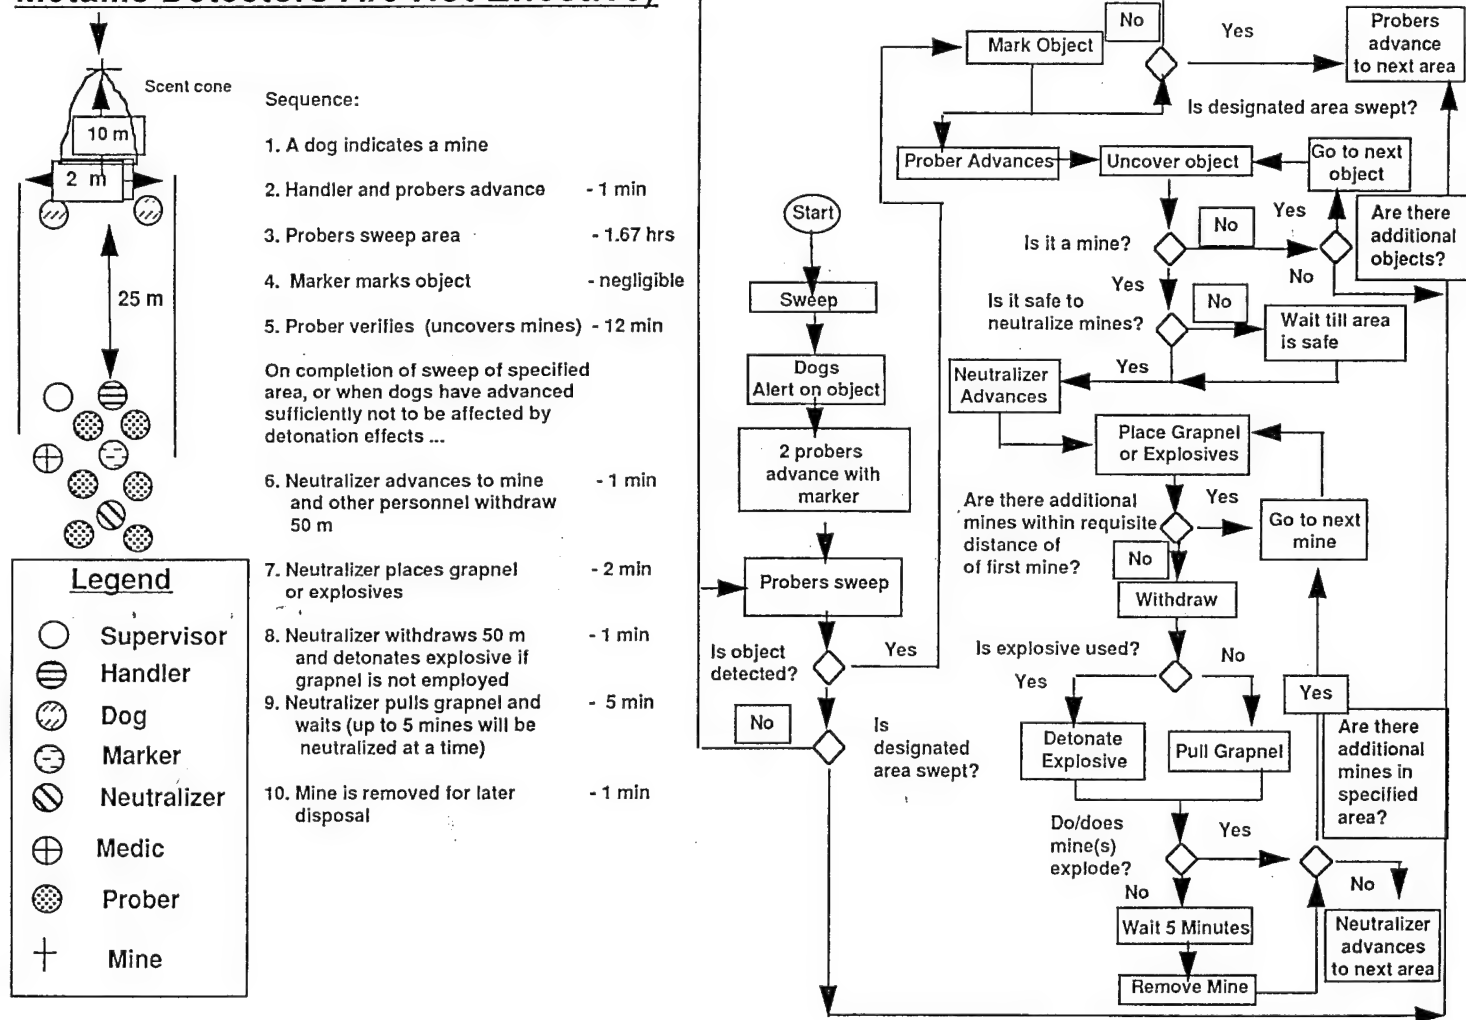 Scent cone
10 m
2 m
25 m
Legend
Supervisor
Handler
Dog
Marker
Neutralizer
Medic
Prober
Mine
Sequence:
1. A dog indicates a mine
2. Handler and probers advance - 1 min
3. Probers sweep area - 1.67 hrs
4. Marker marks object - negligible
5. Prober verifies (uncovers mines) - 12 min
On completion of sweep of specified
area, or when dogs have advanced
sufficiently not to be affected by
detonation effects ...
6. Neutralizer advances to mine - 1 min
and other personnel withdraw
50 m
7. Neutralizer places grapnel - 2 min
or explosives
8. Neutralizer withdraws 50 m - 1 min
and detonates explosive if
grapnel is not employed
9. Neutralizer pulls grapnel and - 5 min
waits (up to 5 mines will be
neutralized at a time)
10. Mine is removed for later - 1 min
disposal
Start
Sweep
Dogs
Alert on object
2 probers
advance with
marker
Probers sweep
Is object
detected?
Yes
No
Is
designated
area swept?
Mark Object
No
Yes
Probers
advance
to next area
Is designated area swept?
Prober Advances
Uncover object
Go to next
object
Is it a mine?
No
Yes
Are there
additional
objects?
No
Yes
Is it safe to
neutralize mines?
No
Wait till area
is safe
Yes
Neutralizer
Advances
Place Grapnel
or Explosives
Are there additional
mines within requisite
distance of
of first mine?
Yes
Go to next
mine
No
Withdraw
Is explosive used?
Yes
No
Detonate
Explosive
Pull Grapnel
Yes
Are there
additional
mines in
specified
area?
Do/does
mine(s)
explode?
Yes
No
No
Wait 5 Minutes
Remove Mine
Neutralizer
advances
to next area